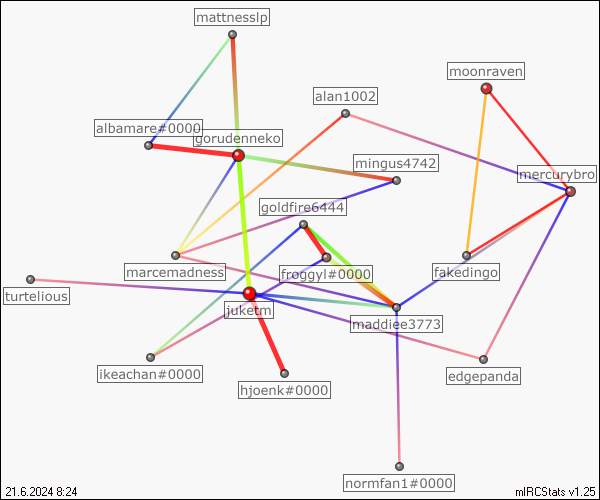 mattnesslp
moonraven
alan1002
albamare#0000
gorudenneko
mingus4742
mercurybro
goldfire6444
marcemadness
froggyl#0000
fakedingo
turtelious
juketm
maddiee3773
ikeachan#0000
edgepanda
hjoenk#0000
normfan1#0000
21.6.2024 8:24
mIRCStats v1.25